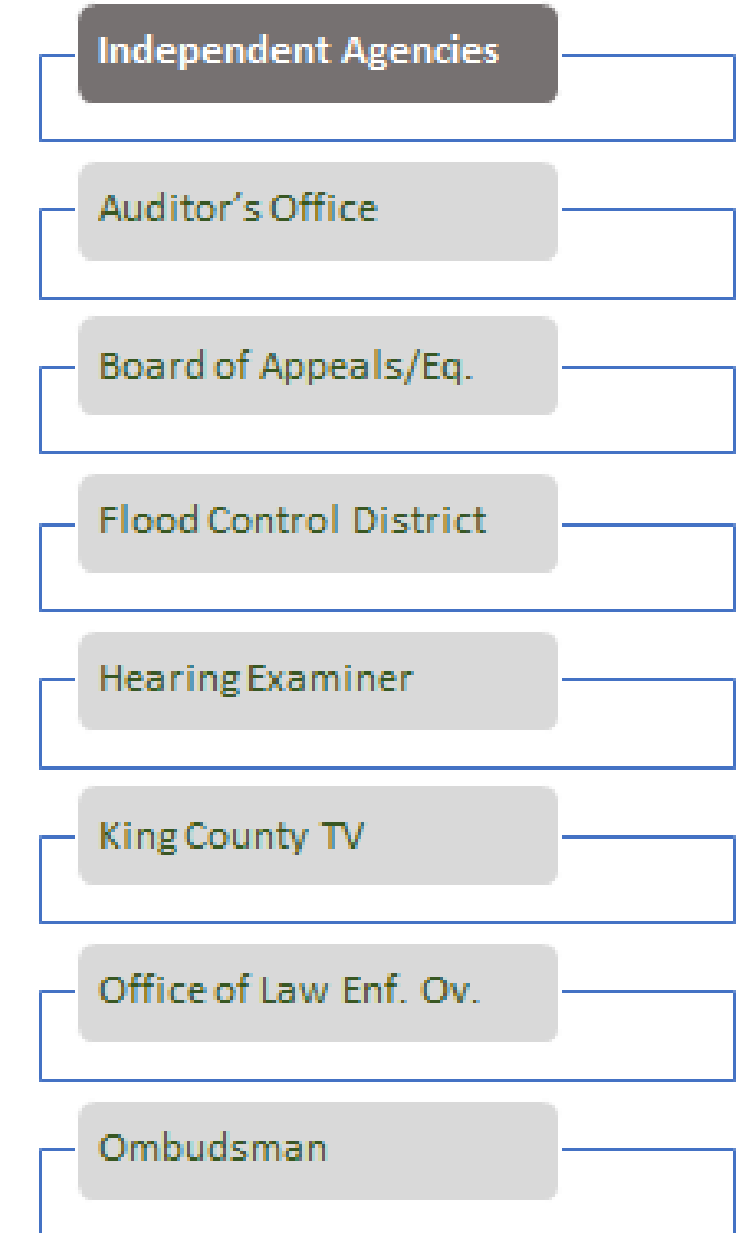 Independent Agencies
Auditor's Office
Board of Appeals/Eq.
Flood Control District
Hearing Examiner
King County TV
Office of Law Enf. Ov.
Ombudsman